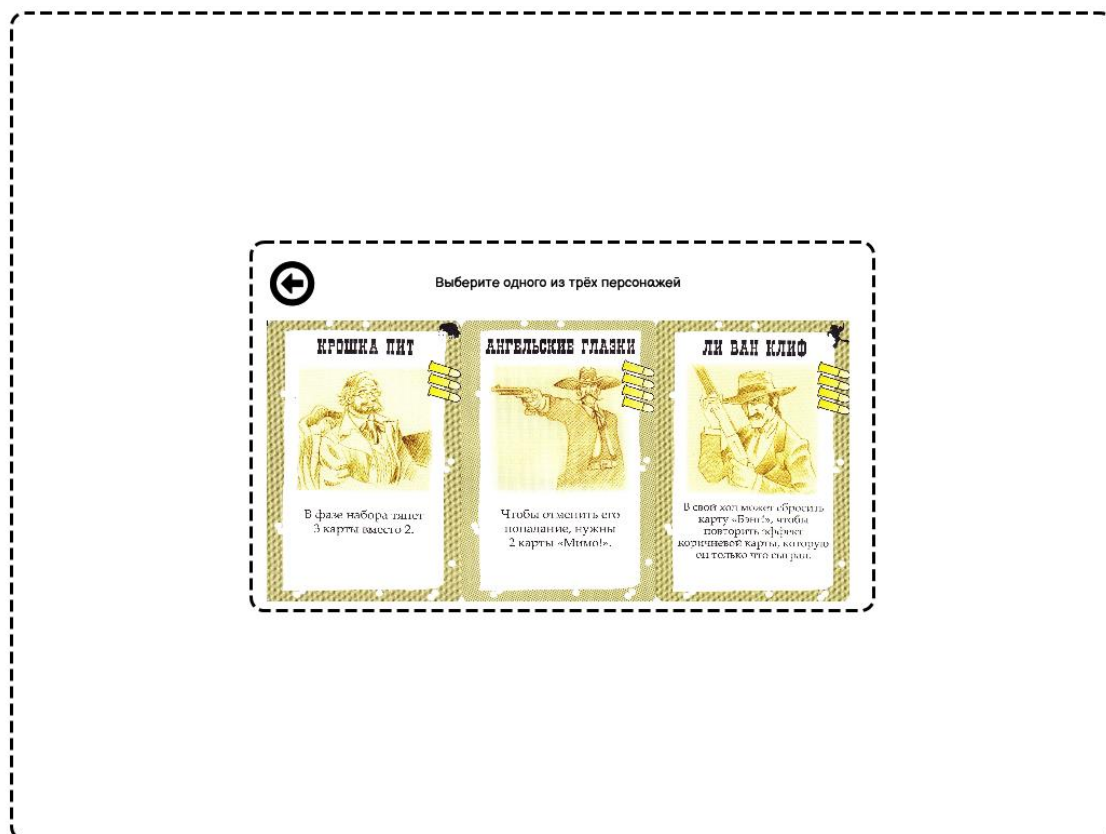 Выберите одного из трёх персонажей
КРОШКА ПИТ
В фазе набора тянет
3 карты вместо 2.
АНГЕЛЬСКИЕ ГЛАЗКИ
Чтобы отменить его
попадание, нужны
2 карты «Мимо!».
ЛИ ВАН КЛИФ
В свой ход может сбросить
карту «Бэнг!», чтобы
повторить эффект
коричневой карты, которую
он только что сыграл.